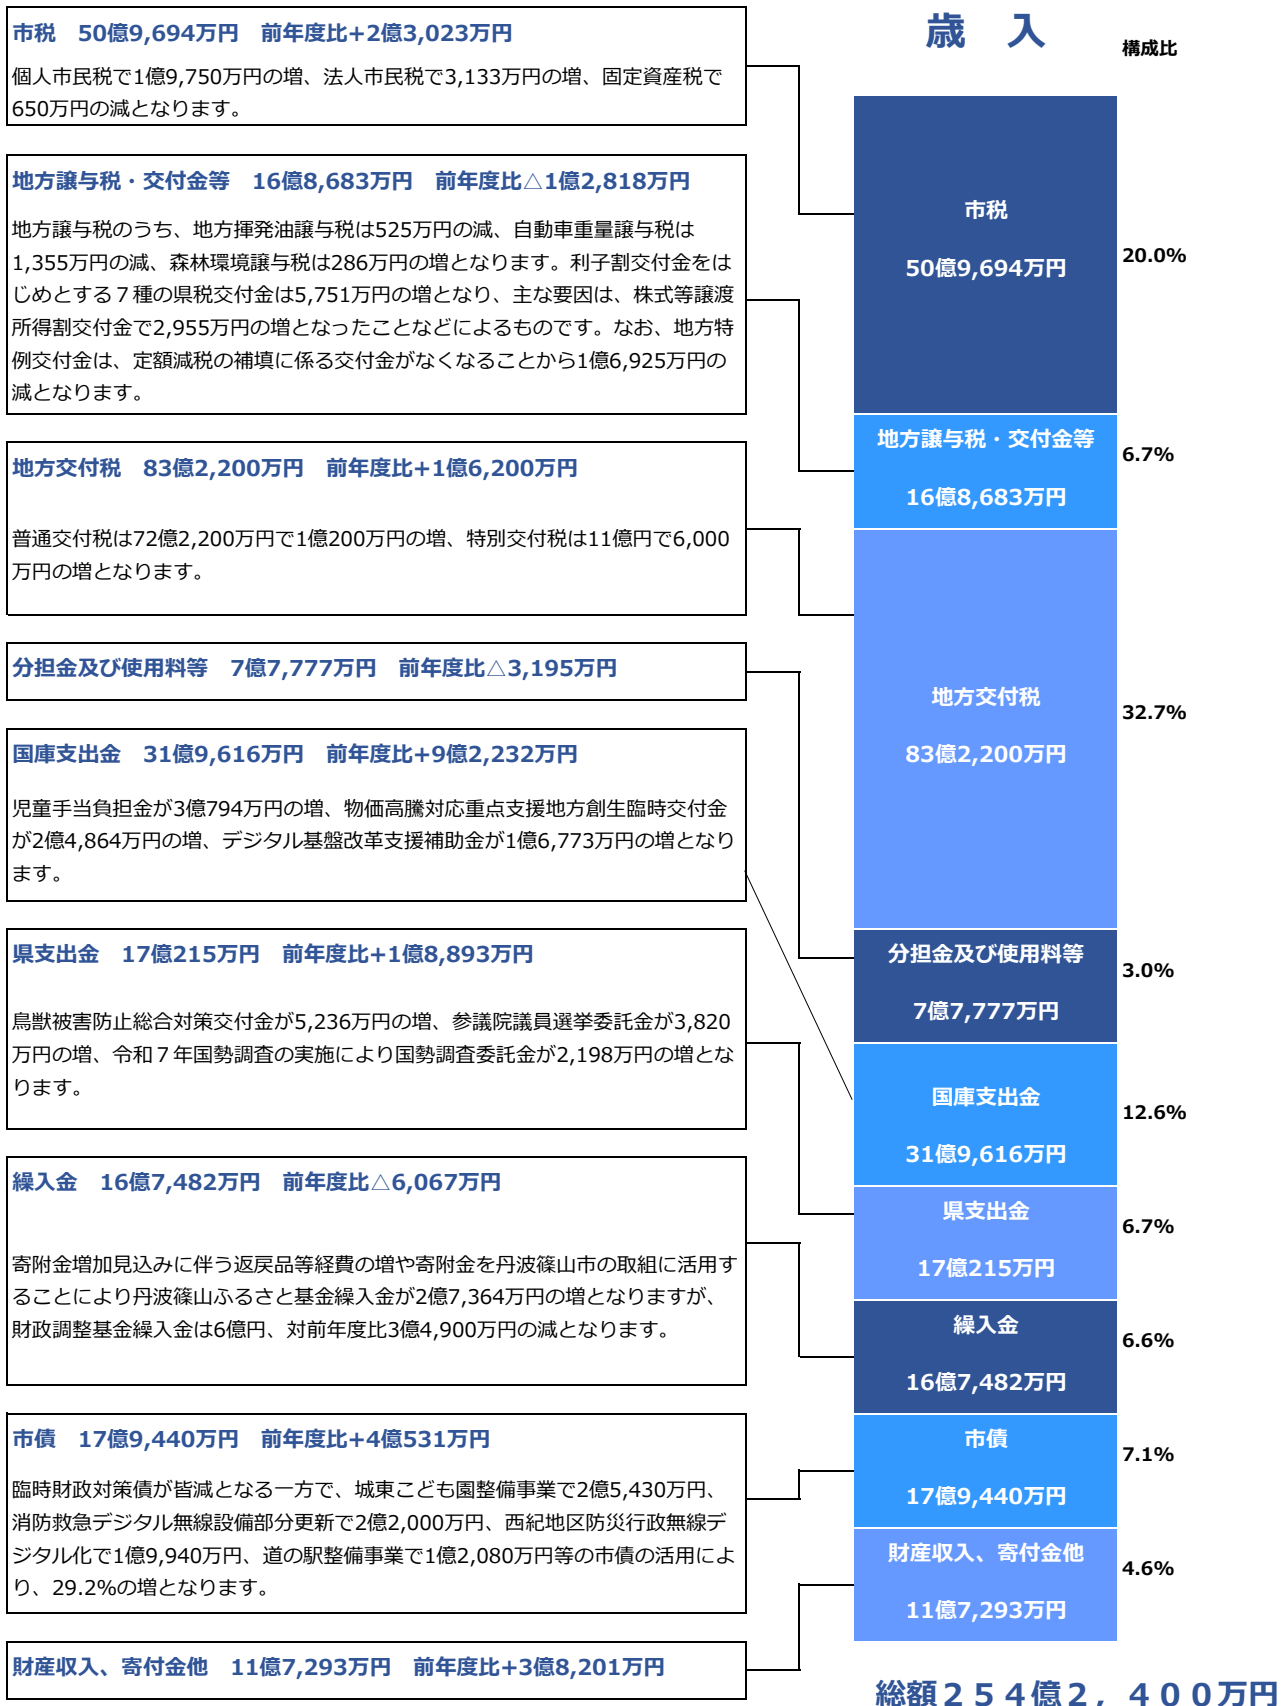 歳　入
構成比
市税　50億9,694万円　前年度比+2億3,023万円
個人市民税で1億9,750万円の増、法人市民税で3,133万円の増、固定資産税で
650万円の減となります。
地方譲与税・交付金等　16億8,683万円　前年度比△1億2,818万円
地方譲与税のうち、地方揮発油譲与税は525万円の減、自動車重量譲与税は
1,355万円の減、森林環境譲与税は286万円の増となります。利子割交付金をは
じめとする７種の県税交付金は5,751万円の増となり、主な要因は、株式等譲渡
所得割交付金で2,955万円の増となったことなどによるものです。なお、地方特
例交付金は、定額減税の補填に係る交付金がなくなることから1億6,925万円の
減となります。
地方交付税　83億2,200万円　前年度比+1億6,200万円
普通交付税は72億2,200万円で1億200万円の増、特別交付税は11億円で6,000
万円の増となります。
分担金及び使用料等　7億7,777万円　前年度比△3,195万円
国庫支出金　31億9,616万円　前年度比+9億2,232万円
児童手当負担金が3億794万円の増、物価高騰対応重点支援地方創生臨時交付金
が2億4,864万円の増、デジタル基盤改革支援補助金が1億6,773万円の増となり
ます。
県支出金　17億215万円　前年度比+1億8,893万円
鳥獣被害防止総合対策交付金が5,236万円の増、参議院議員選挙委託金が3,820
万円の増、令和７年国勢調査の実施により国勢調査委託金が2,198万円の増とな
ります。
繰入金　16億7,482万円　前年度比△6,067万円
寄附金増加見込みに伴う返戻品等経費の増や寄附金を丹波篠山市の取組に活用す
ることにより丹波篠山ふるさと基金繰入金が2億7,364万円の増となりますが、
財政調整基金繰入金は6億円、対前年度比3億4,900万円の減となります。
市債　17億9,440万円　前年度比+4億531万円
臨時財政対策債が皆減となる一方で、城東こども園整備事業で2億5,430万円、
消防救急デジタル無線設備部分更新で2億2,000万円、西紀地区防災行政無線デ
ジタル化で1億9,940万円、道の駅整備事業で1億2,080万円等の市債の活用によ
り、29.2%の増となります。
財産収入、寄付金他　11億7,293万円　前年度比+3億8,201万円
市税
50億9,694万円
20.0%
地方譲与税・交付金等
16億8,683万円
6.7%
地方交付税
83億2,200万円
32.7%
分担金及び使用料等
7億7,777万円
3.0%
国庫支出金
31億9,616万円
12.6%
県支出金
17億215万円
6.7%
繰入金
16億7,482万円
6.6%
市債
17億9,440万円
7.1%
財産収入、寄付金他
11億7,293万円
4.6%
総額２５４億２，４００万円